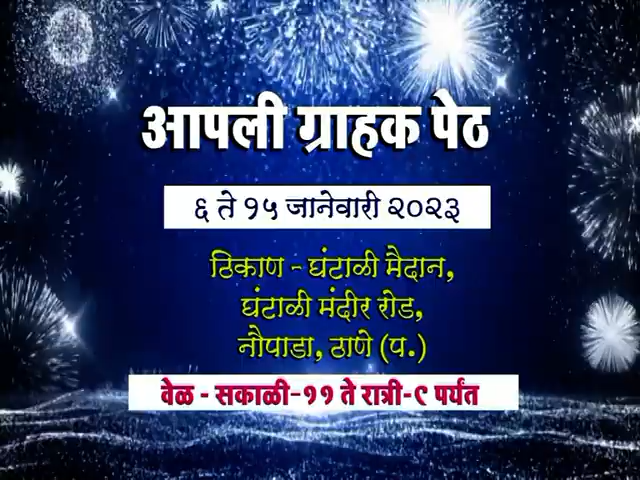 आपली ग्राहक पेठ
६ ते १५ जानेवारी २०२३
ठिकाण - घंटाळी मैदान,
घंटाळी मंदीर रोड,
नौपाडा, ठाणे (प.)
वेळ - सकाळी-११ ते रात्री-९ पर्यंत